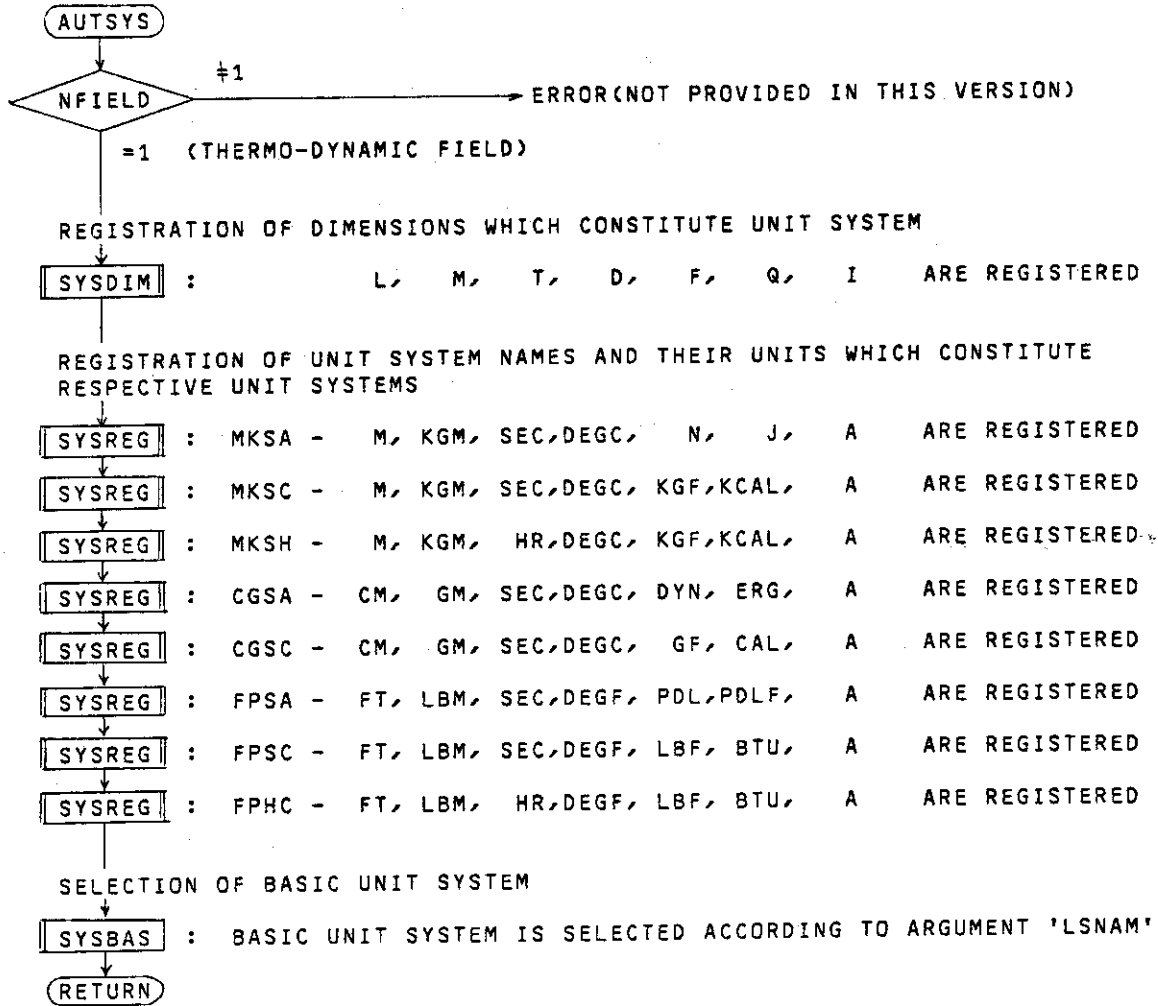 AUTSYS
≠1
NFIELD
ERROR(NOT PROVIDED IN THIS VERSION)
=1 (THERMO-DYNAMIC FIELD)
REGISTRATION OF DIMENSIONS WHICH CONSTITUTE UNIT SYSTEM
SYSDIM : L, M, T, D, F, Q, I ARE REGISTERED
REGISTRATION OF UNIT SYSTEM NAMES AND THEIR UNITS WHICH CONSTITUTE
RESPECTIVE UNIT SYSTEMS
SYSREG : MKSA - M, KGM, SEC,DEGC, N, J, A ARE REGISTERED
SYSREG : MKSC - M, KGM, SEC,DEGC, KGF,KCAL, A ARE REGISTERED
SYSREG : MKSH - M, KGM, HR,DEGC, KGF,KCAL, A ARE REGISTERED
SYSREG : CGSA - CM, GM, SEC,DEGC, DYN, ERG, A ARE REGISTERED
SYSREG : CGSC - CM, GM, SEC,DEGC, GF, CAL, A ARE REGISTERED
SYSREG : FPSA - FT, LBM, SEC,DEGF, PDL,PDLF, A ARE REGISTERED
SYSREG : FPSC - FT, LBM, SEC,DEGF, LBF, BTU, A ARE REGISTERED
SYSREG : FPHC - FT, LBM, HR,DEGF, LBF, BTU, A ARE REGISTERED
SELECTION OF BASIC UNIT SYSTEM
SYSBAS : BASIC UNIT SYSTEM IS SELECTED ACCORDING TO ARGUMENT 'LSNAM'
RETURN